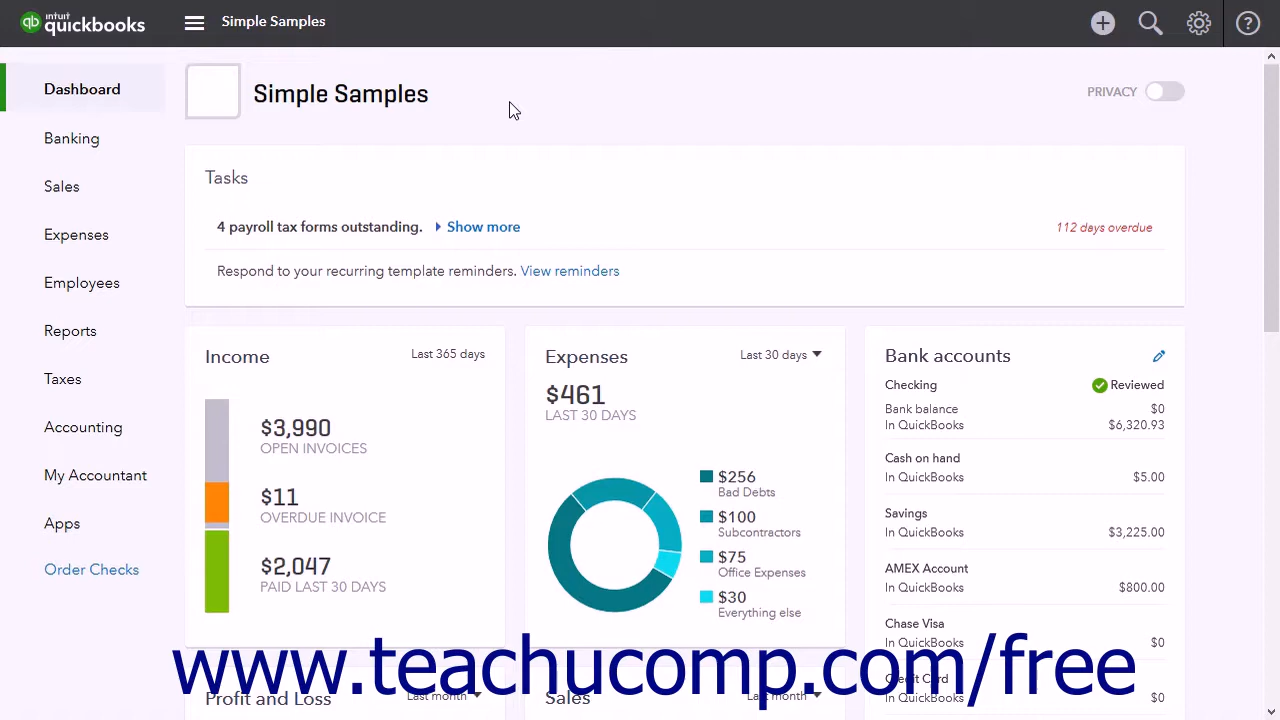 intuit
quickbooks
Simple Samples
Dashboard
Banking
Sales
Expenses
Employees
Reports
Taxes
Accounting
My Accountant
Apps
Order Checks
Simple Samples
PRIVACY
Tasks
4 payroll tax forms outstanding. Show more
112 days overdue
Respond to your recurring template reminders. View reminders
Income
Last 365 days
$3,990
OPEN INVOICES
$11
OVERDUE INVOICE
$2,047
PAID LAST 30 DAYS
Expenses
Last 30 days
$461
LAST 30 DAYS
$256
Bad Debts
$100
Subcontractors
$75
Office Expenses
$30
Everything else
Bank accounts
Checking
Reviewed
Bank balance $0
In QuickBooks $6,320.93
Cash on hand
In QuickBooks $5.00
Savings
In QuickBooks $3,225.00
AMEX Account
In QuickBooks $800.00
Chase Visa
In QuickBooks $0
Credit Card
In QuickBooks $0
Profit and Loss
Last month
Sales
Last month
www.teachucomp.com/free